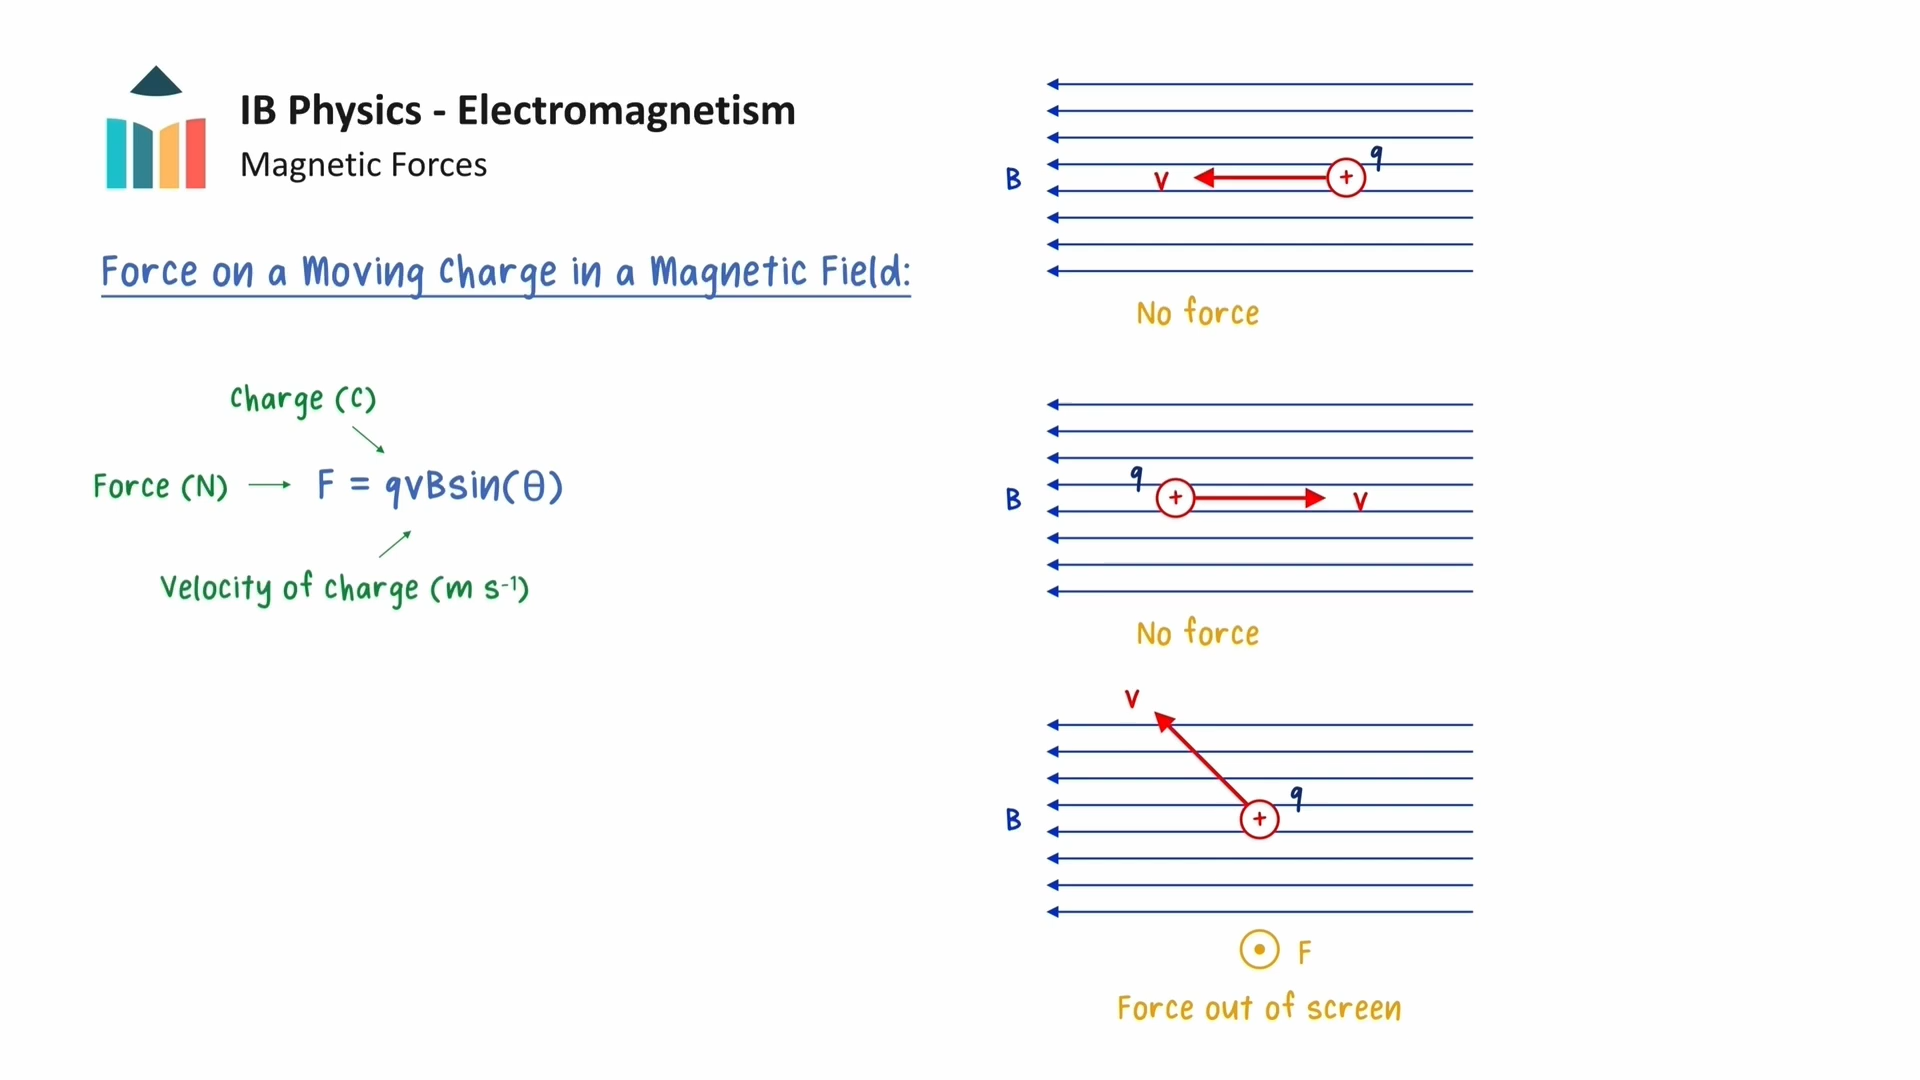 IB Physics - Electromagnetism
Magnetic Forces
Force on a Moving Charge in a Magnetic Field:
Charge (C)
Force (N)
F = qvBsin(θ)
Velocity of charge (m s⁻¹)
B
v
+
q
No force
B
q
+
v
No force
v
B
+
q
F
Force out of screen